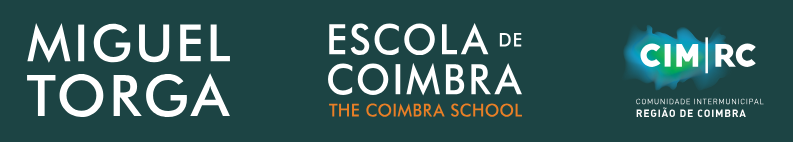 MIGUEL
TORGA
ESCOLA DE
COIMBRA
THE COIMBRA SCHOOL
CIM|RC
COMUNIDADE INTERMUNICIPAL
REGIÃO DE COIMBRA